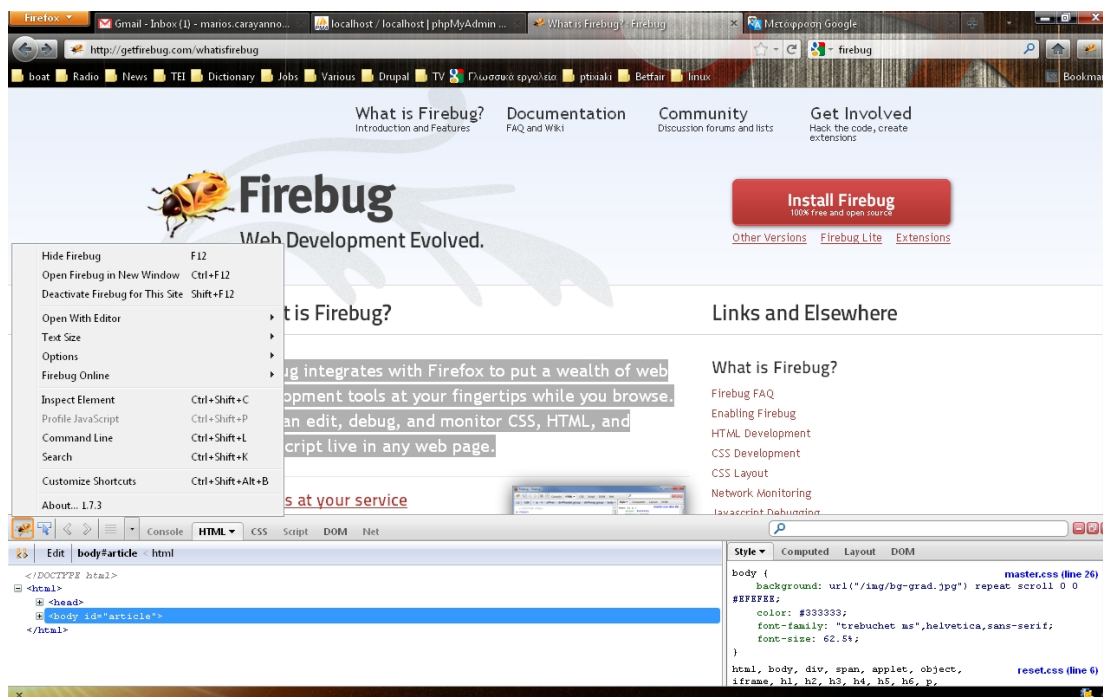 Firefox
Gmail - Inbox (1) - marios.carayanno...
localhost / localhost | phpMyAdmin ...
What is Firebug? : Firebug
Μετάφραση Google
http://getfirebug.com/whatisfirebug
firebug
boat Radio News TEI Dictionary Jobs Various Drupal TV Γλωσσικά εργαλεία ptixiaki Betfair linux
Bookmar
What is Firebug?
Introduction and Features
Documentation
FAQ and Wiki
Community
Discussion forums and lists
Get Involved
Hack the code, create
extensions
Firebug
Web Development Evolved.
Install Firebug
100% free and open source
Other Versions Firebug Lite Extensions
Hide Firebug F12
Open Firebug in New Window Ctrl+F12
Deactivate Firebug for This Site Shift+F12
Open With Editor
Text Size
Options
Firebug Online
Inspect Element Ctrl+Shift+C
Profile JavaScript Ctrl+Shift+P
Command Line Ctrl+Shift+L
Search Ctrl+Shift+K
Customize Shortcuts Ctrl+Shift+Alt+B
About... 1.7.3
t is Firebug?
ug integrates with Firefox to put a wealth of web
opment tools at your fingertips while you browse.
an edit, debug, and monitor CSS, HTML, and
cript live in any web page.
s at your service
Links and Elsewhere
What is Firebug?
Firebug FAQ
Enabling Firebug
HTML Development
CSS Development
CSS Layout
Network Monitoring
Javascript Debugging
Console HTML CSS Script DOM Net
Edit body#article < html
<!DOCTYPE html>
<html>
<head>
<body id="article">
</html>
Style Computed Layout DOM
body { master.css (line 26)
background: url("/img/bg-grad.jpg") repeat scroll 0 0
#EFEFEE;
color: #333333;
font-family: "trebuchet ms",helvetica,sans-serif;
font-size: 62.5%;
}
html, body, div, span, applet, object, reset.css (line 6)
iframe, h1, h2, h3, h4, h5, h6, p,